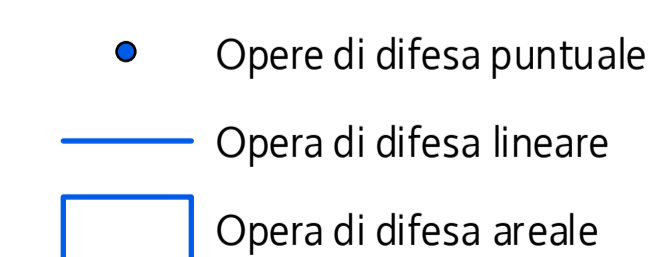 Opere di difesa puntuale
Opera di difesa lineare
Opera di difesa areale